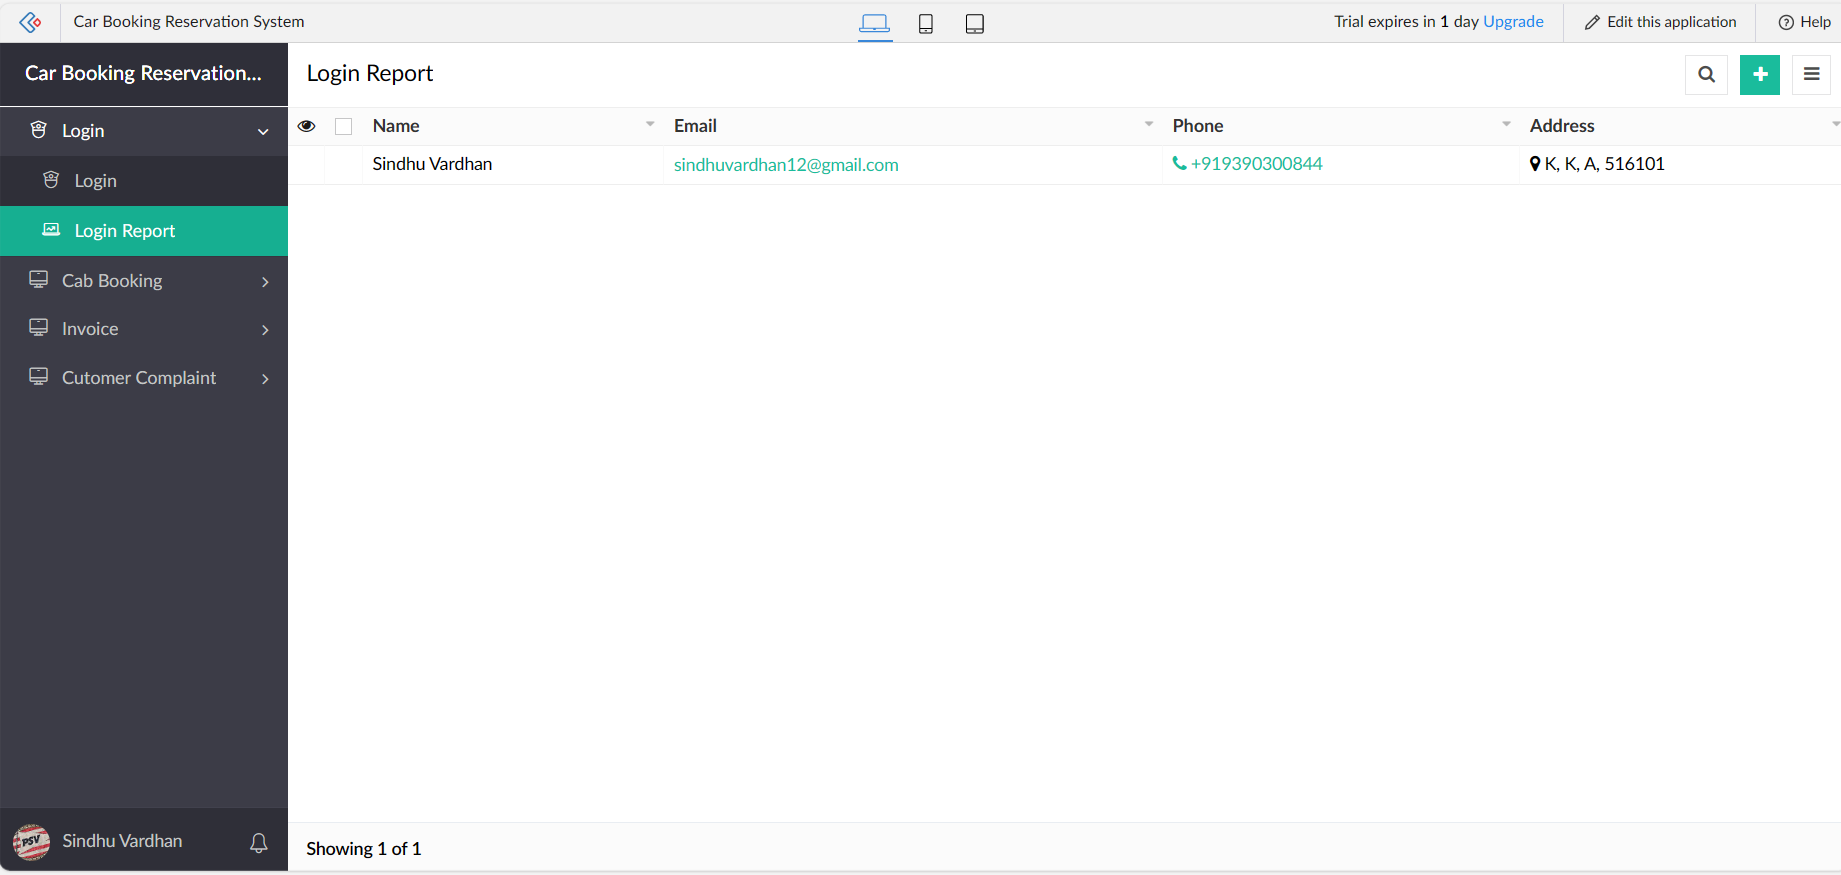 Car Booking Reservation System
Trial expires in 1 day Upgrade
Edit this application
Help
Car Booking Reservation...
Login Report
Login
Login
Login Report
Cab Booking
Invoice
Cutomer Complaint
Name Email Phone Address
Sindhu Vardhan sindhuvardhan12@gmail.com +919390300844 K, K, A, 516101
PSV
Sindhu Vardhan
Showing 1 of 1